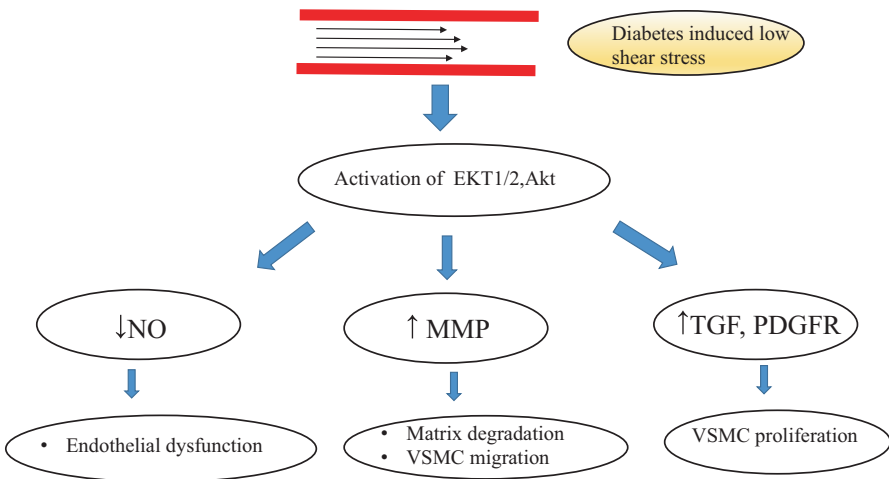 Diabetes induced low
shear stress
Activation of EKT1/2,Akt
↓NO
↑ MMP
↑TGF, PDGFR
• Endothelial dysfunction
• Matrix degradation
• VSMC migration
VSMC proliferation